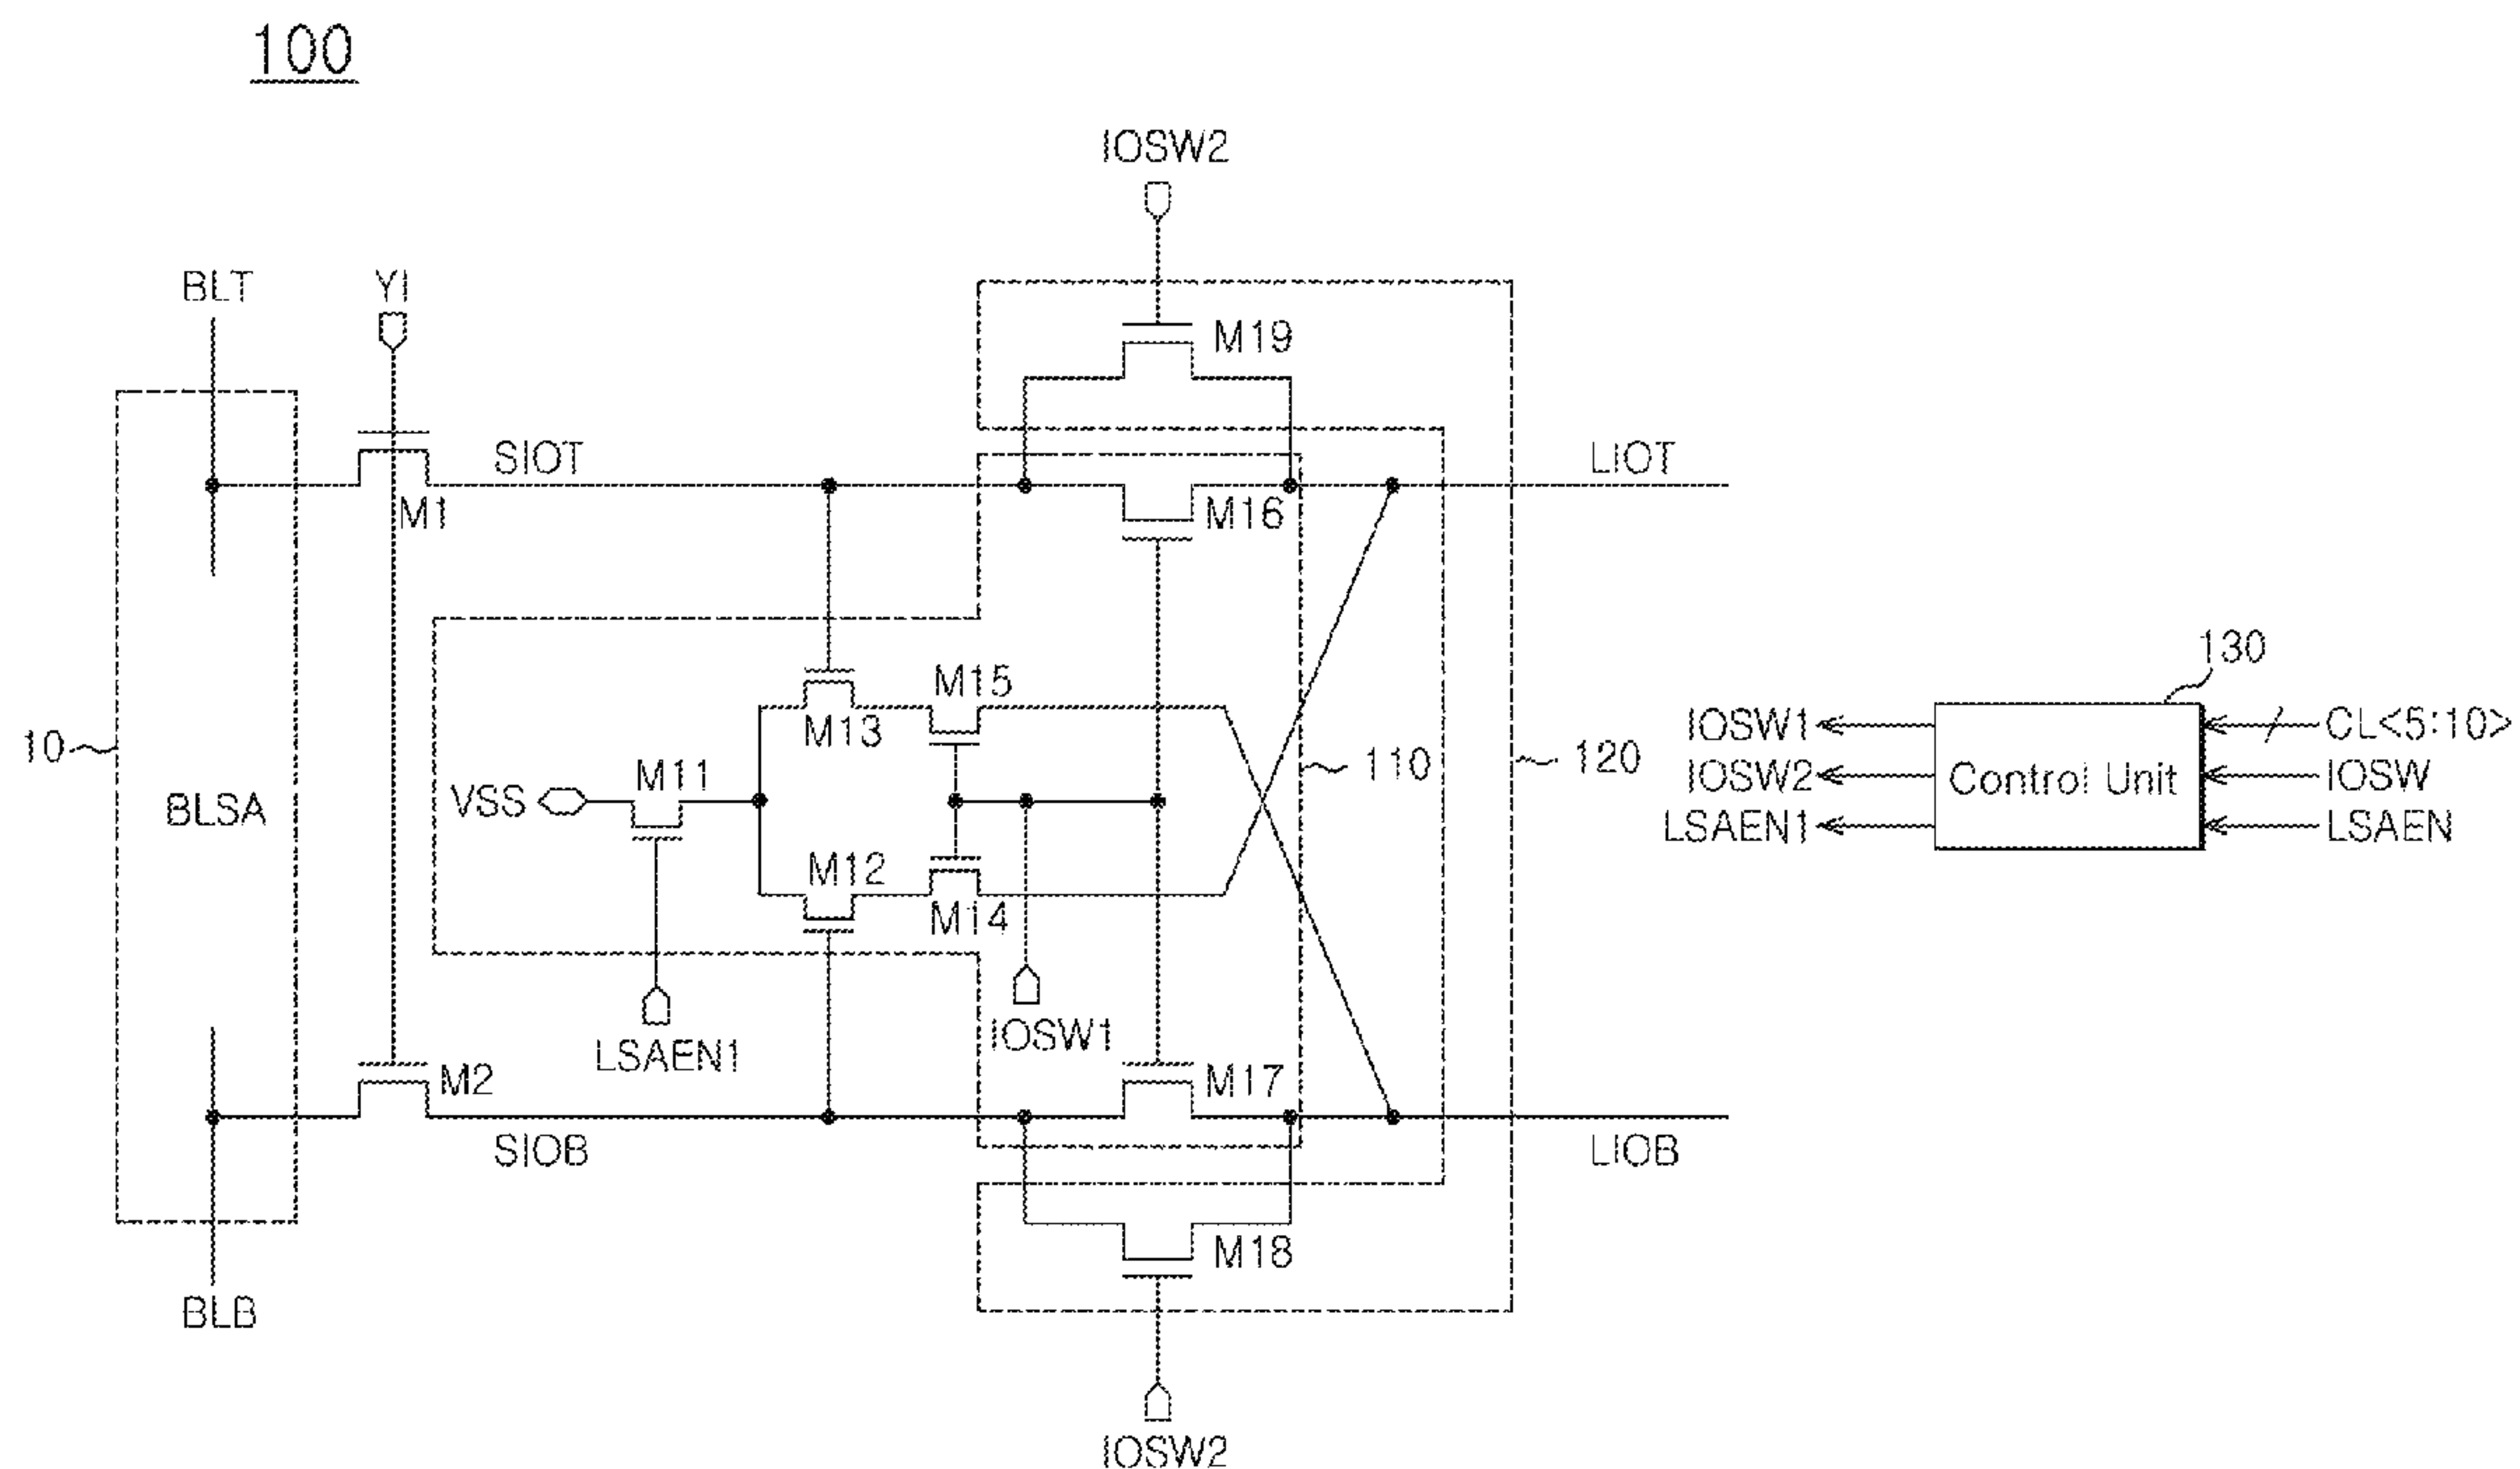 100
IOSW2
BLT
YI
M19
SIOT
LIOT
M1
M16
M15
M13
130
10
M11
110
120
IOSW1
CL<5:10>
VSS
IOSW2
Control Unit
IOSW
BLSA
LSAEN1
LSAEN
M12
M14
IOSW1
LSAEN1
M2
M17
SIOB
LIOB
M18
BLB
IOSW2